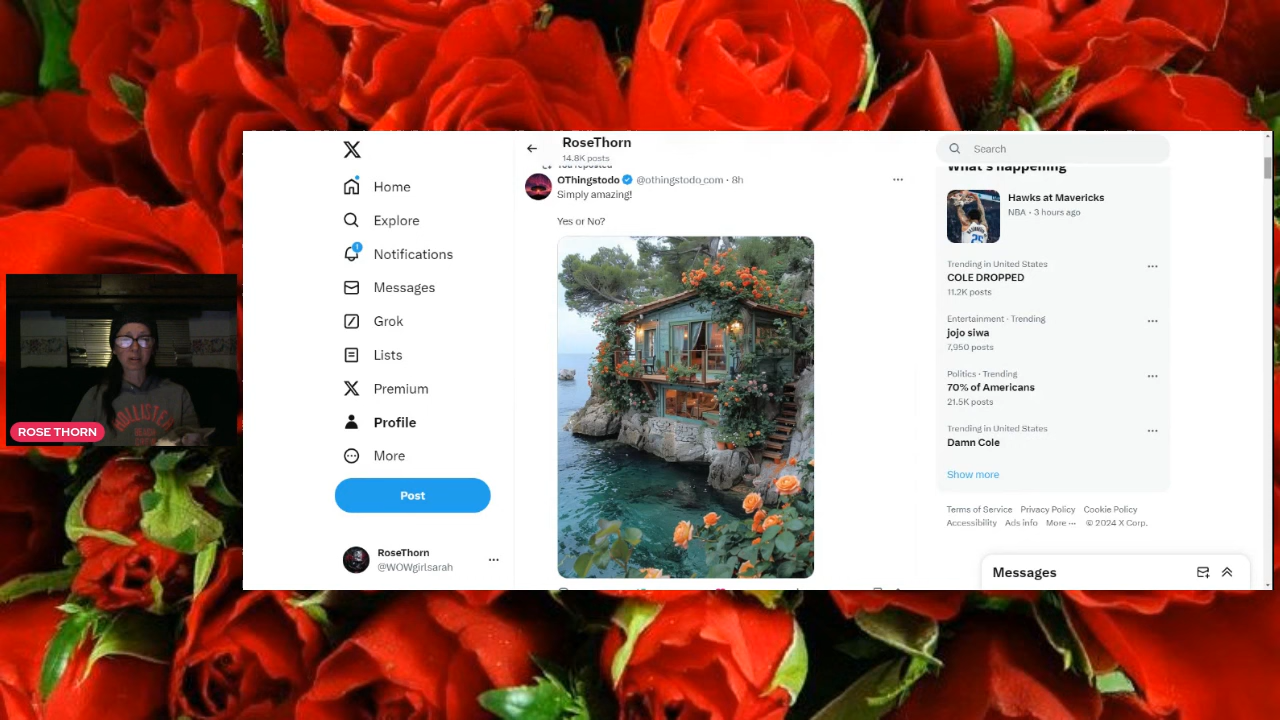 RoseThorn
14.8K posts
Search
You reposted
What's happening
OThingstodo @othingstodo_com · 8h
Simply amazing!
Yes or No?
Home
Explore
Notifications
1
Messages
Grok
Lists
Premium
Profile
More
Post
RoseThorn
@WOWgirlsarah
Hawks at Mavericks
NBA · 3 hours ago
Trending in United States
COLE DROPPED
11.2K posts
Entertainment · Trending
jojo siwa
7,950 posts
Politics · Trending
70% of Americans
21.5K posts
Trending in United States
Damn Cole
Show more
Terms of Service Privacy Policy Cookie Policy
Accessibility Ads info More ··· © 2024 X Corp.
Messages
HOLLISTER
ROSE THORN